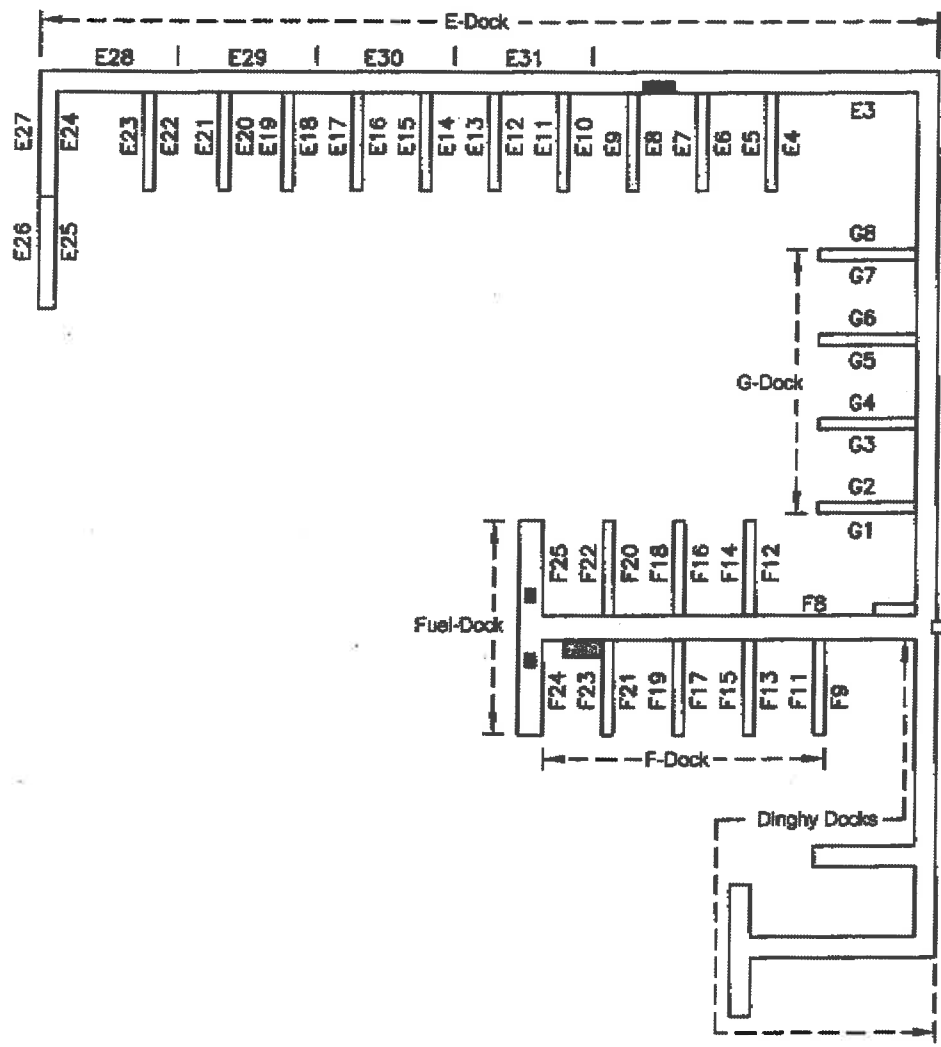 E-Dock
E28 E29 E30 E31
E27 E24 E23 E22 E21 E20 E19 E18 E17 E16 E15 E14 E13 E12 E11 E10 E9 E8 E7 E6 E5 E4 E3
E26 E25
G8
G7
G6
G5
G-Dock
G4
G3
G2
G1
F25 F22 F20 F18 F16 F14 F12
F8
Fuel-Dock
F24 F23 F21 F19 F17 F15 F13 F11 F9
F-Dock
Dinghy Docks